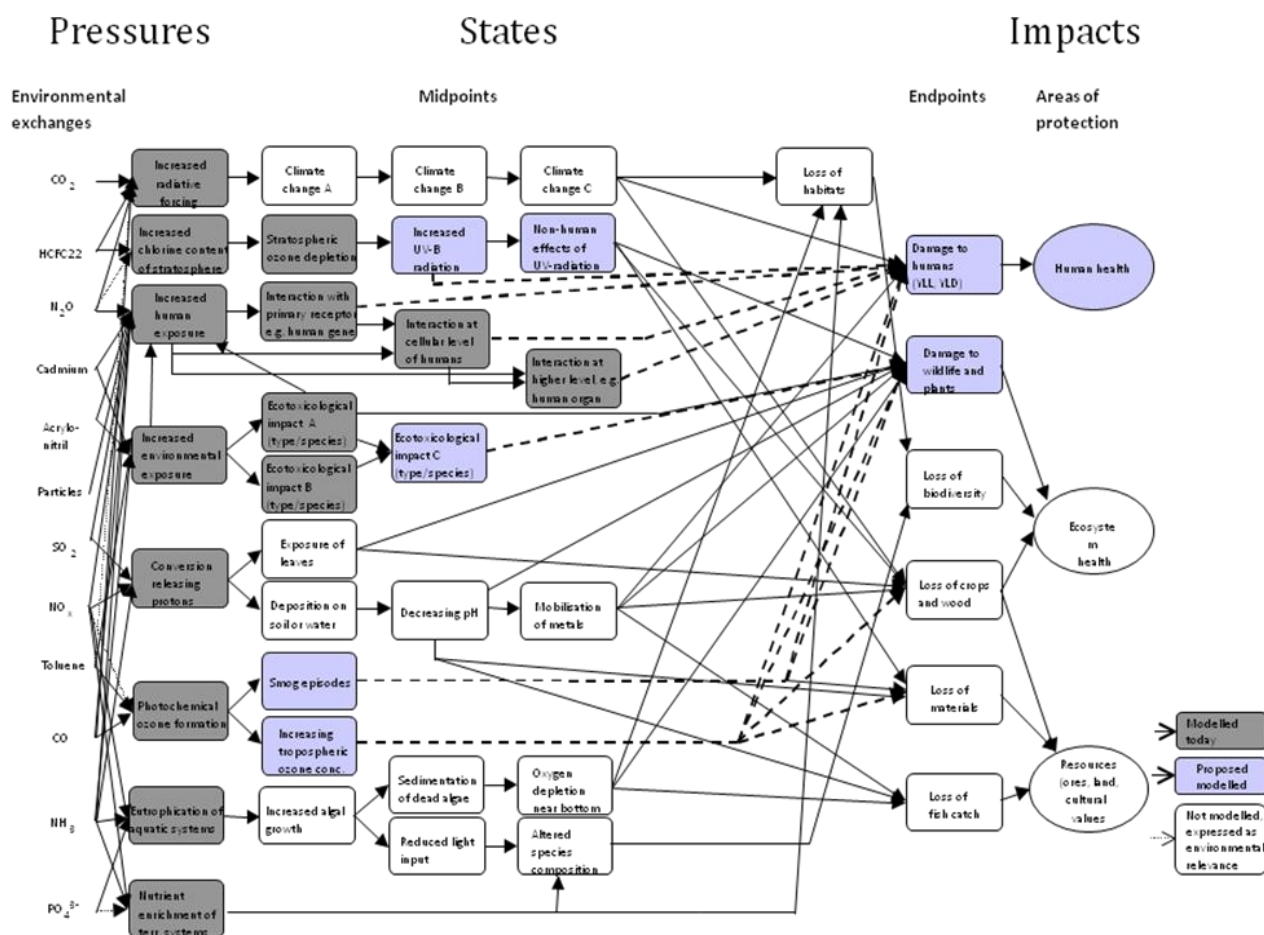 Pressures
States
Impacts
Environmental
exchanges
Midpoints
Endpoints
Areas of
protection
CO 2
HCFC22
N2O
Cadmium
Acrylo-
nitril
Particles
SO 2
NO x
Toluene
CO
NH 3
PO4 3-
Increased
radiative
forcing
Climate
change A
Climate
change B
Climate
change C
Loss of
habitats
Increased
chlorine content
of stratosphere
Stratospheric
ozone depletion
Increased
UV-B
radiation
Non-human
effects of
UV-radiation
Damage to
humans
(YLL, YLD)
Human health
Increased
human
exposure
Interaction with
primary receptor
e.g. human gene
Interaction at
cellular level
of humans
Interaction at
higher level, e.g.
human organ
Damage to
wildlife and
plants
Increased
environmental
exposure
Ecotoxicological
impact A
(type/species)
Ecotoxicological
impact B
(type/species)
Ecotoxicological
impact C
(type/species)
Loss of
biodiversity
Ecosyste
m
health
Conversion
releasing
protons
Exposure of
leaves
Deposition on
soil or water
Decreasing pH
Mobilisation
of metals
Loss of crops
and wood
Photochemical
ozone formation
Smog episodes
Increasing
tropospheric
ozone conc.
Loss of
materials
Eutrophication of
aquatic systems
Increased algal
growth
Sedimentation
of dead algae
Oxygen
depletion
near bottom
Reduced light
input
Altered
species
composition
Loss of
fish catch
Resources
(ores, land,
cultural
values
Nutrient
enrichment of
terr. systems
Modelled
today
Proposed
modelled
Not modelled,
expressed as
environmental
relevance